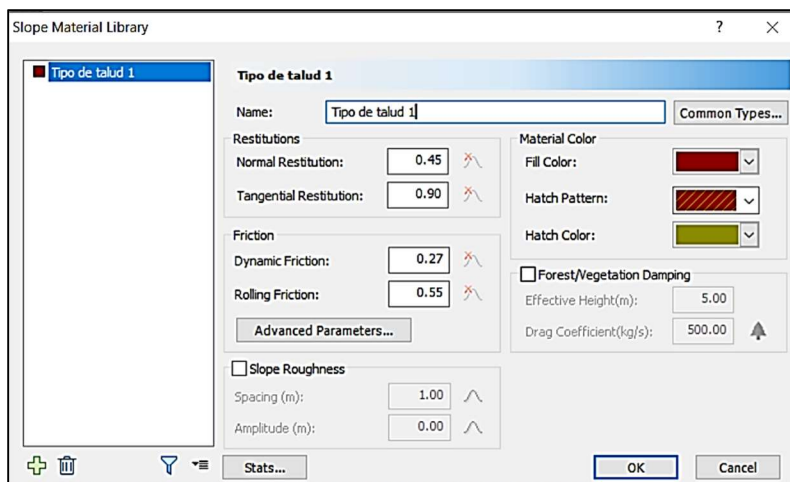 Slope Material Library
?
Tipo de talud 1
Tipo de talud 1
Name: Tipo de talud 1 Common Types...
Restitutions
Normal Restitution: 0.45
Tangential Restitution: 0.90
Material Color
Fill Color:
Hatch Pattern:
Hatch Color:
Friction
Dynamic Friction: 0.27
Rolling Friction: 0.55
Advanced Parameters...
Forest/Vegetation Damping
Effective Height(m): 5.00
Drag Coefficient(kg/s): 500.00
Slope Roughness
Spacing (m): 1.00
Amplitude (m): 0.00
Stats... OK Cancel